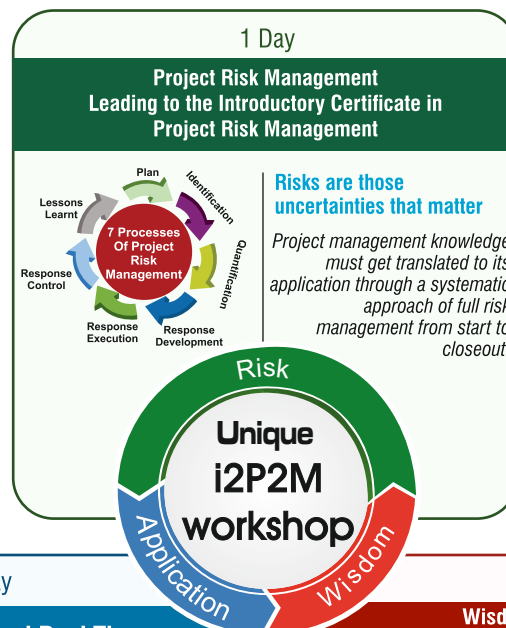 1 Day
Project Risk Management
Leading to the Introductory Certificate in
Project Risk Management
Plan
Identification
Quantification
Response
Development
Response
Execution
Response
Control
Lessons
Learnt
7 Processes
Of Project
Risk
Management
Risks are those
uncertainties that matter
Project management knowledge
must get translated to its
application through a systematic
approach of full risk
management from start to
closeout
Risk
Unique
i2P2M
workshop
Application
Wisdom